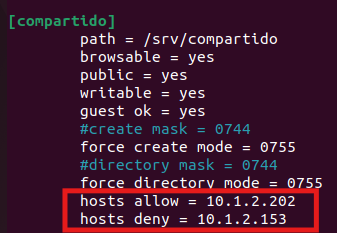 [compartido]
path = /srv/compartido
browsable = yes
public = yes
writable = yes
guest ok = yes
#create mask = 0744
force create mode = 0755
#directory mask = 0744
force directory mode = 0755
hosts allow = 10.1.2.202
hosts deny = 10.1.2.153